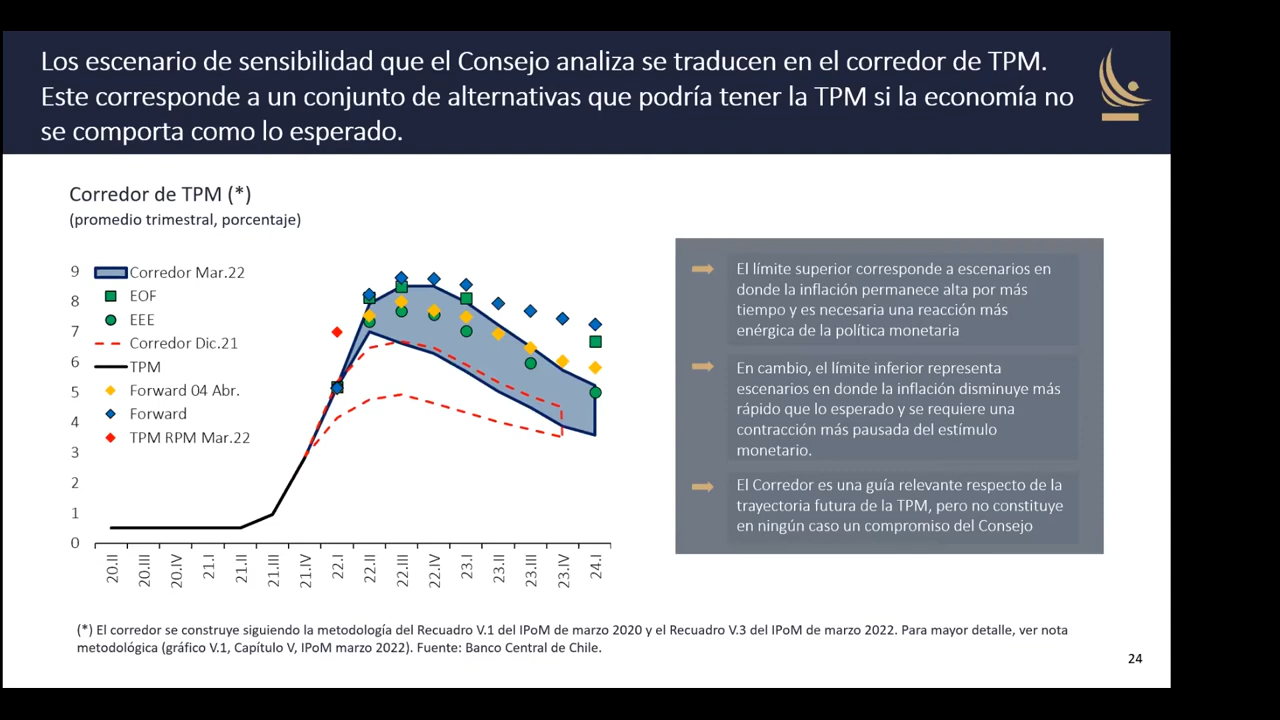 Los escenario de sensibilidad que el Consejo analiza se traducen en el corredor de TPM.
Este corresponde a un conjunto de alternativas que podría tener la TPM si la economía no
se comporta como lo esperado.
Corredor de TPM (*)
(promedio trimestral, porcentaje)
9
8
7
6
5
4
3
2
1
0
Corredor Mar.22
EOF
EEE
Corredor Dic.21
TPM
Forward 04 Abr.
Forward
TPM RPM Mar.22
20.II
20.III
20.IV
21.I
21.II
21.III
21.IV
22.I
22.II
22.III
22.IV
23.I
23.II
23.III
23.IV
24.I
El límite superior corresponde a escenarios en
donde la inflación permanece alta por más
tiempo y es necesaria una reacción más
enérgica de la política monetaria
En cambio, el límite inferior representa
escenarios en donde la inflación disminuye más
rápido que lo esperado y se requiere una
contracción más pausada del estímulo
monetario.
El Corredor es una guía relevante respecto de la
trayectoria futura de la TPM, pero no constituye
en ningún caso un compromiso del Consejo
(*) El corredor se construye siguiendo la metodología del Recuadro V.1 del IPoM de marzo 2020 y el Recuadro V.3 del IPoM de marzo 2022. Para mayor detalle, ver nota
metodológica (gráfico V.1, Capítulo V, IPoM marzo 2022). Fuente: Banco Central de Chile.
24